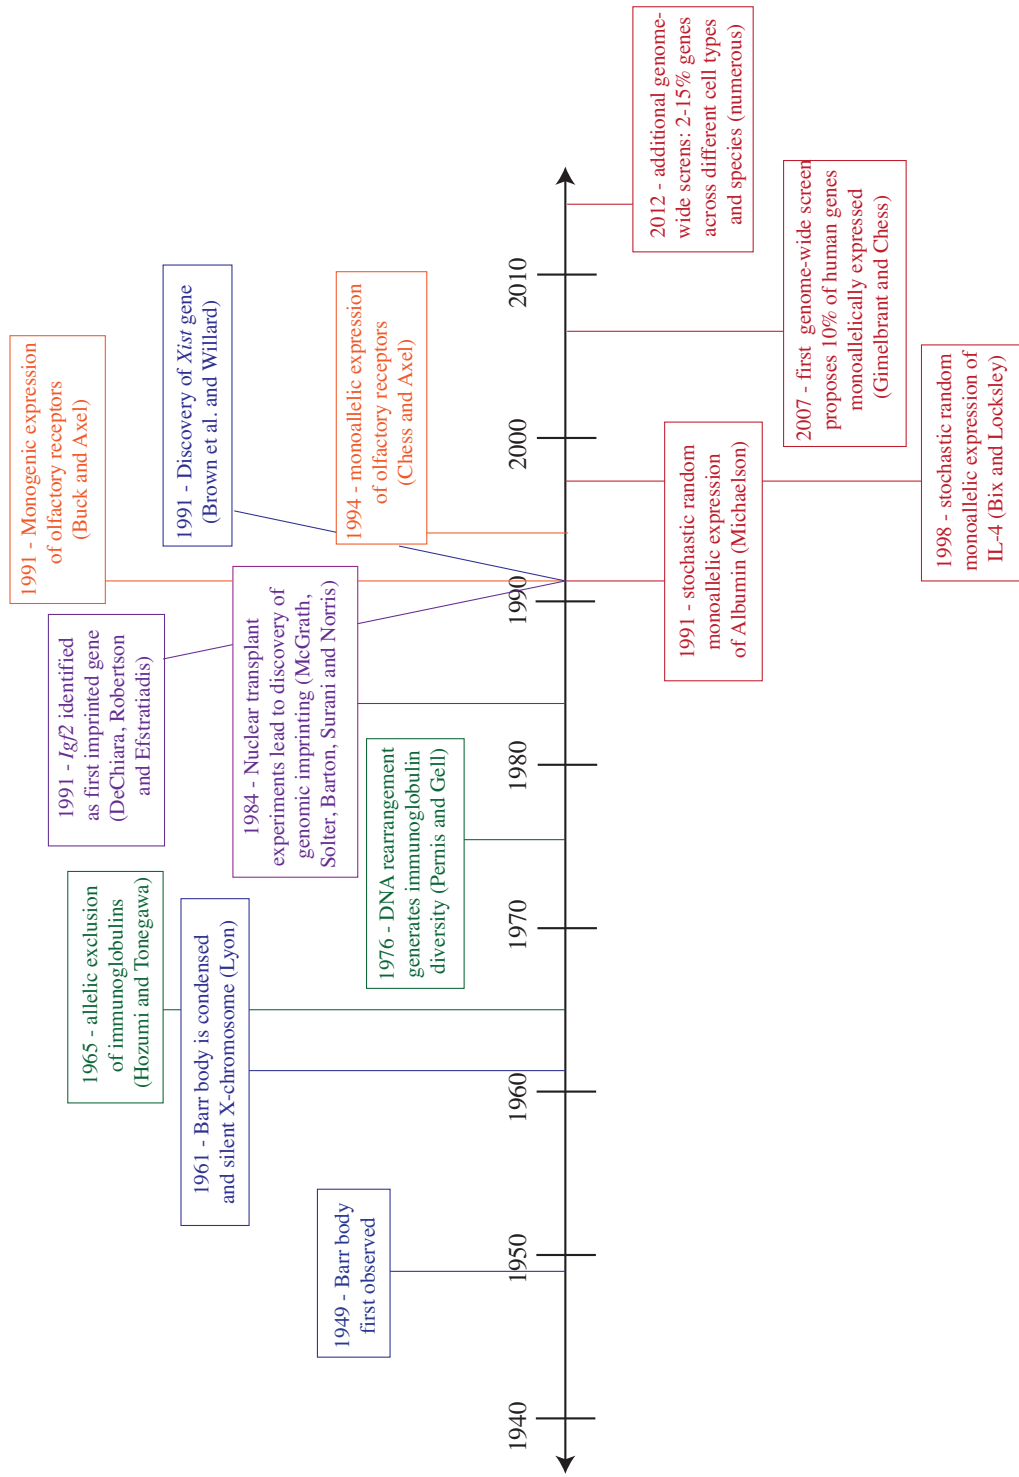 1991 - Monogenic expression
of olfactory receptors
(Buck and Axel)
1991 - Igf2 identified
as first imprinted gene
(DeChiara, Robertson
and Efstratiadis)
1965 - allelic exclusion
of immunoglobulins
(Hozumi and Tonegawa)
1991 - Discovery of Xist gene
(Brown et al. and Willard)
1961 - Barr body is condensed
and silent X-chromosome (Lyon)
1984 - Nuclear transplant
experiments lead to discovery of
genomic imprinting (McGrath,
Solter, Barton, Surani and Norris)
1949 - Barr body
first observed
1994 - monoallelic expression
of olfactory receptors
(Chess and Axel)
1976 - DNA rearrangement
generates immunoglobulin
diversity (Pernis and Gell)
1940
1950
1960
1970
1980
1990
2000
2010
2012 - additional genome-
wide screns: 2-15% genes
across different cell types
and species (numerous)
1991 - stochastic random
monoallelic expression
of Albumin (Michaelson)
2007 - first genome-wide screen
proposes 10% of human genes
monoallelically expressed
(Gimelbrant and Chess)
1998 - stochastic random
monoallelic expression of
IL-4 (Bix and Locksley)